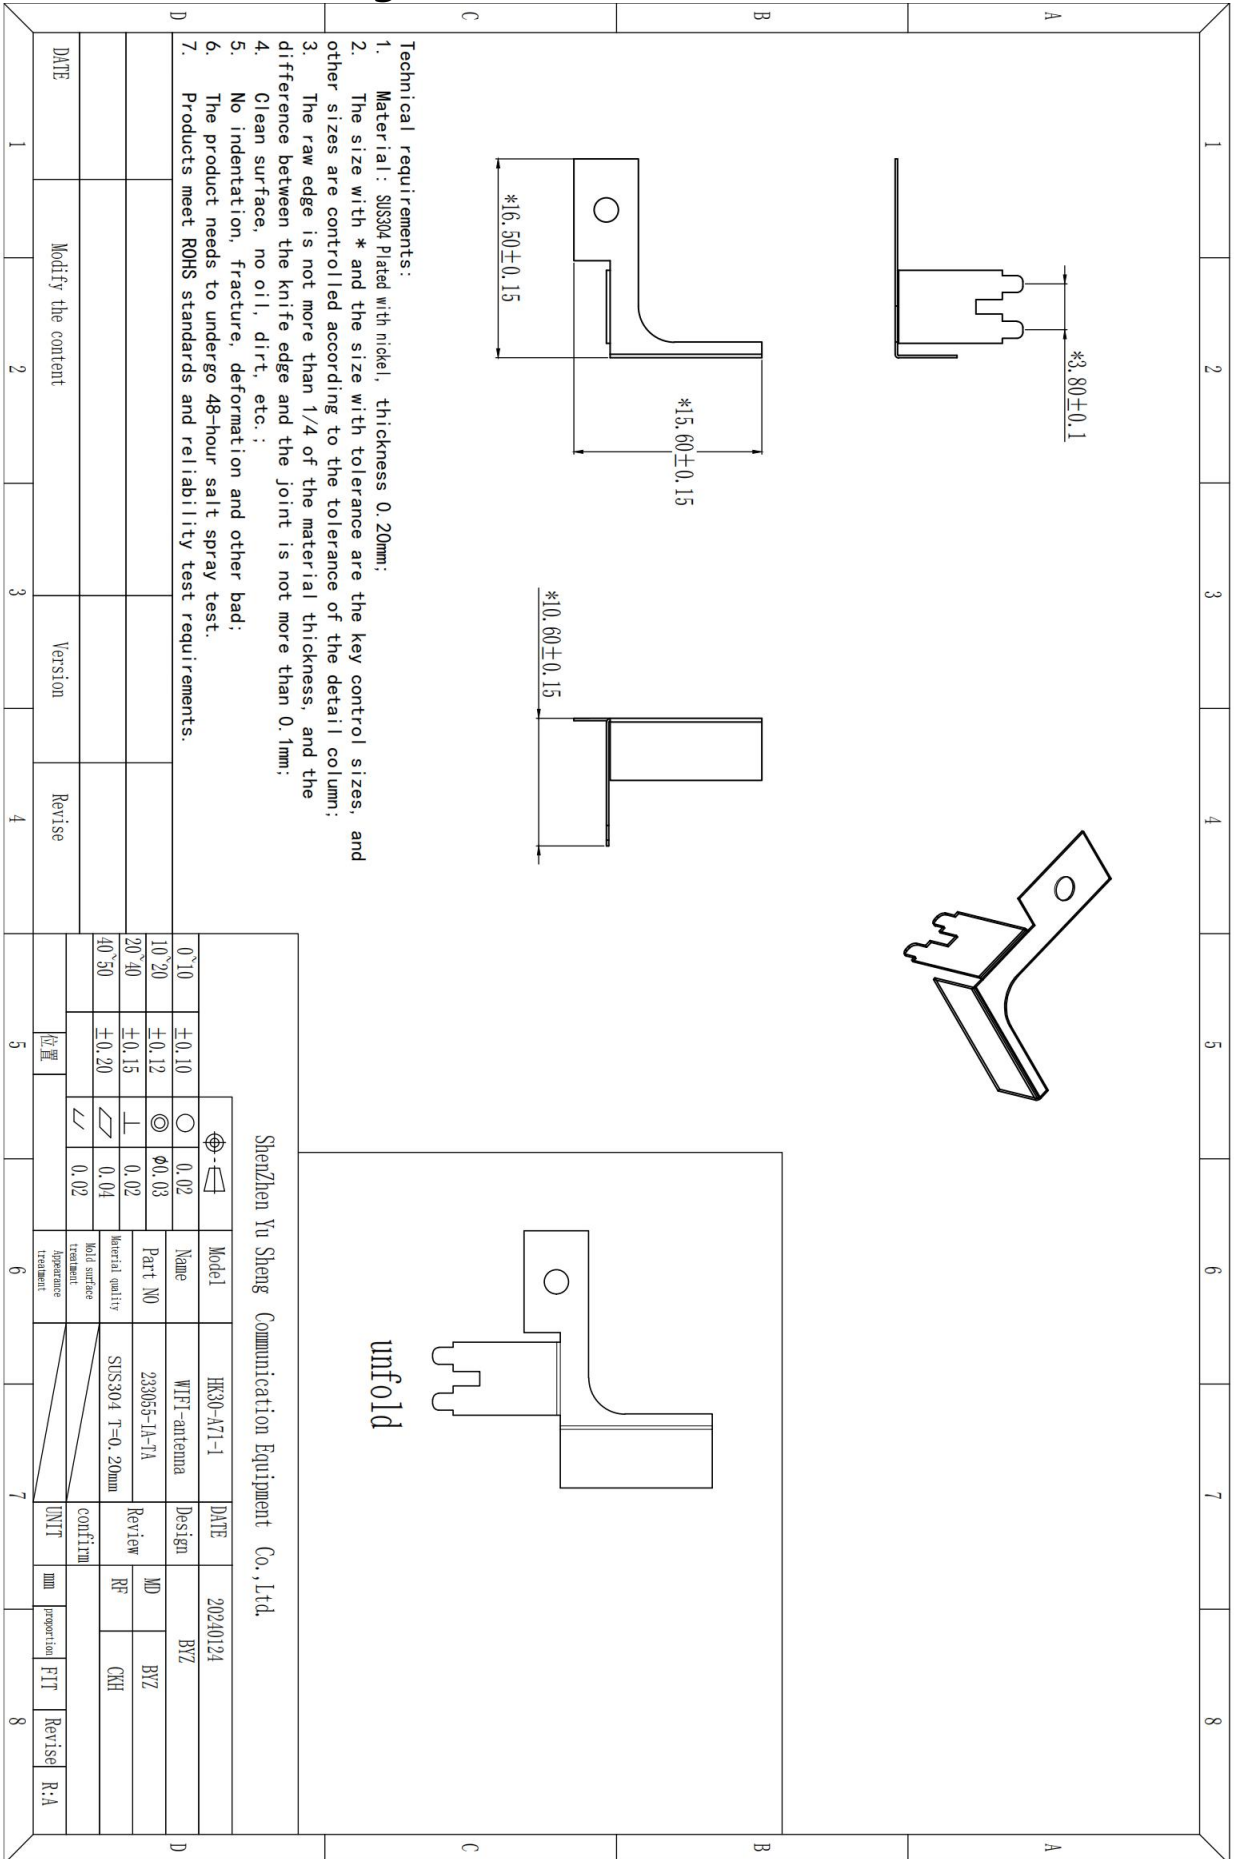 1 2 3 4 5 6 7 8
A
B
C
D
*3.80±0.1
*16.50±0.15
*15.60±0.15
*10.60±0.15
unfold
Technical requirements:
1. Material: SUS304 Plated with nickel, thickness 0.20mm;
2. The size with * and the size with tolerance are the key control sizes, and
other sizes are controlled according to the tolerance of the detail column;
3. The raw edge is not more than 1/4 of the material thickness, and the
difference between the knife edge and the joint is not more than 0.1mm;
4. Clean surface, no oil, dirt, etc.;
5. No indentation, fracture, deformation and other bad;
6. The product needs to undergo 48-hour salt spray test.
7. Products meet ROHS standards and reliability test requirements.
ShenZhen Yu Sheng Communication Equipment Co.,Ltd.
Model HK30-A71-1 DATE 20240124
0~10 ±0.10 0.02 Name WIFI-antenna Design BYZ
10~20 ±0.12 Φ0.03 Part NO 233055-IA-TA Review MD BYZ
20~40 ±0.15 0.02
40~50 ±0.20 0.04 Material quality SUS304 T=0.20mm RF CKH
0.02 Mold surface treatment confirm
位置 Appearance treatment UNIT mm proportion FIT Revise R:A
DATE Modify the content Version Revise
1 2 3 4 5 6 7 8
A
B
C
D